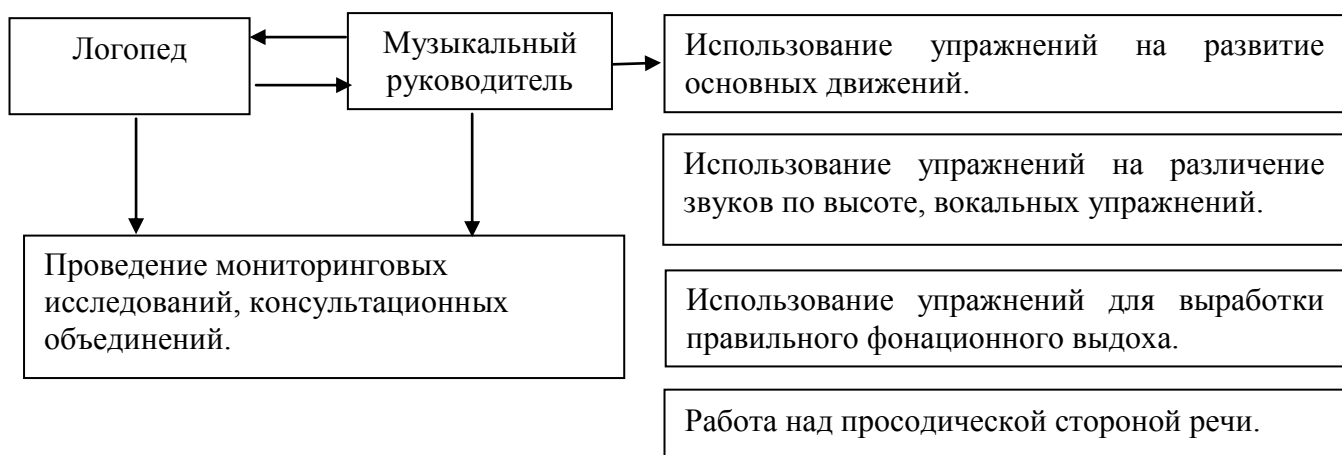 Логопед
Музыкальный
руководитель
Использование упражнений на развитие
основных движений.
Использование упражнений на различение
звуков по высоте, вокальных упражнений.
Проведение мониторинговых
исследований, консультационных
объединений.
Использование упражнений для выработки
правильного фонационного выдоха.
Работа над просодической стороной речи.